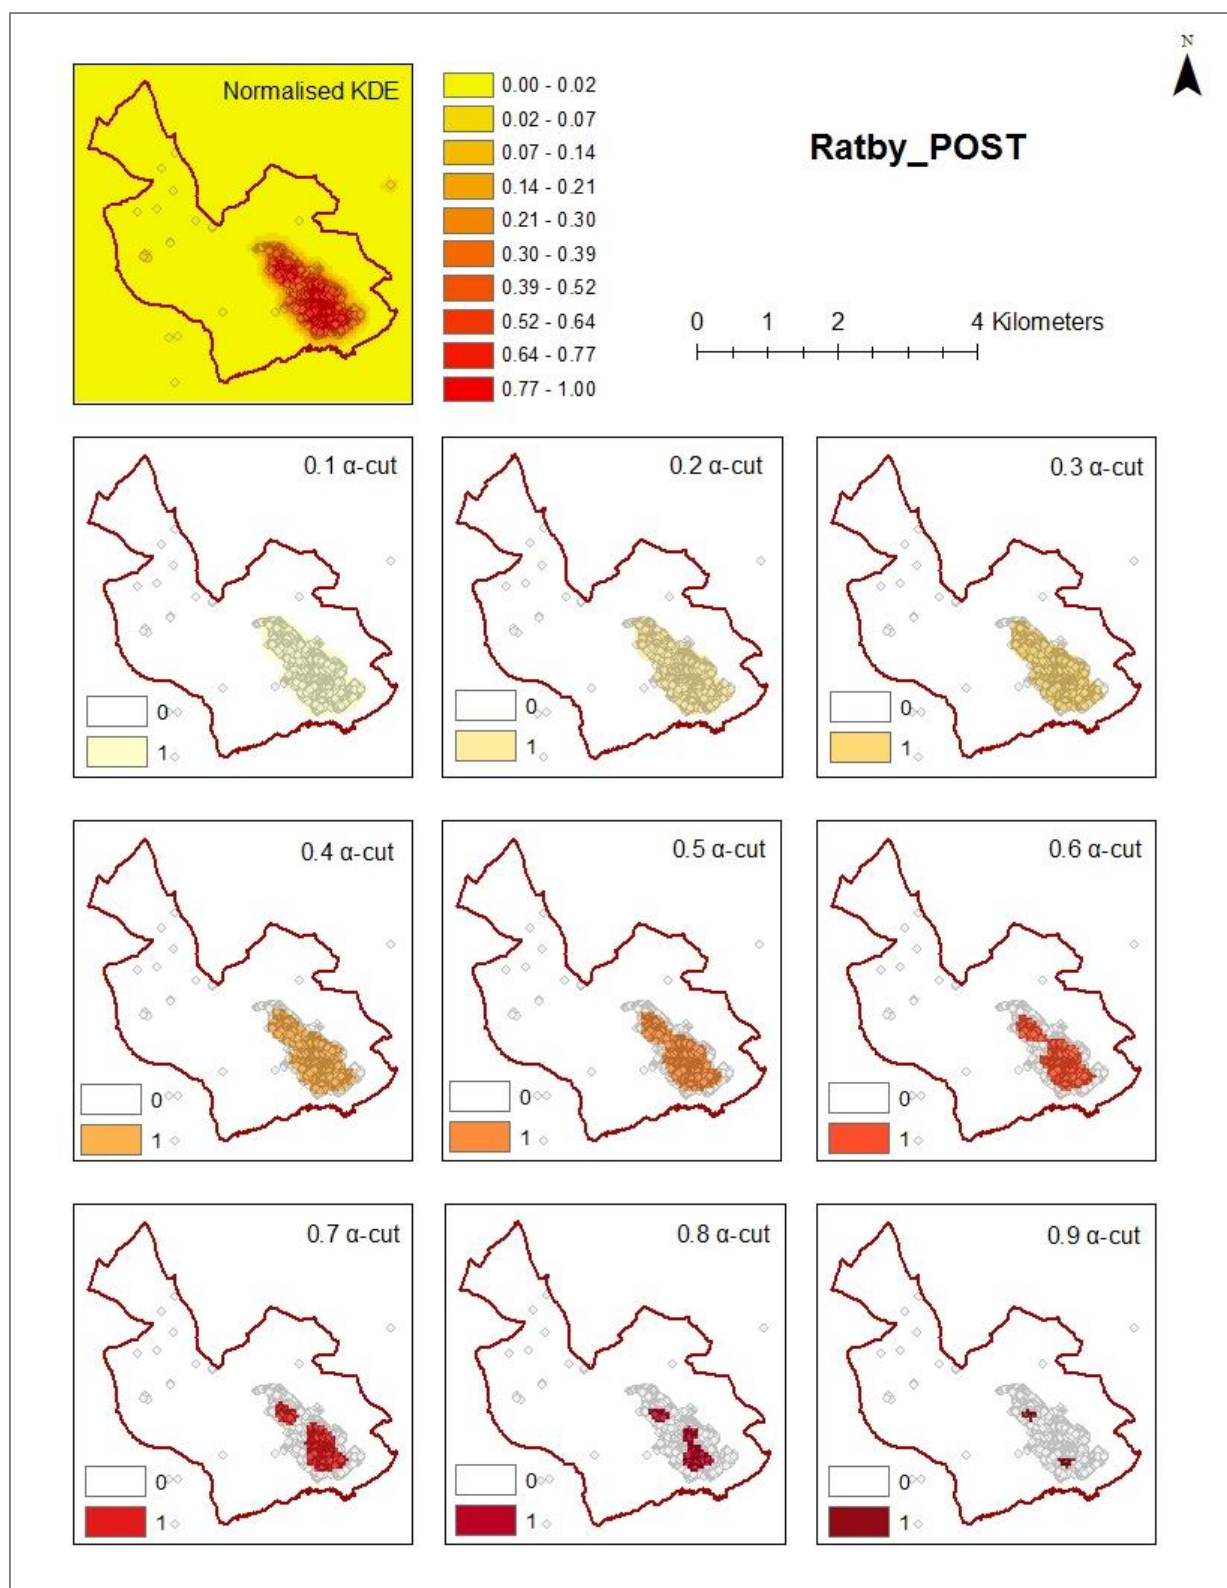 N
Normalised KDE
0.00 - 0.02
0.02 - 0.07
0.07 - 0.14
0.14 - 0.21
0.21 - 0.30
0.30 - 0.39
0.39 - 0.52
0.52 - 0.64
0.64 - 0.77
0.77 - 1.00
Ratby_POST
0 1 2 4 Kilometers
0.1 α-cut
0
1
0.2 α-cut
0
1
0.3 α-cut
0
1
0.4 α-cut
0
1
0.5 α-cut
0
1
0.6 α-cut
0
1
0.7 α-cut
0
1
0.8 α-cut
0
1
0.9 α-cut
0
1